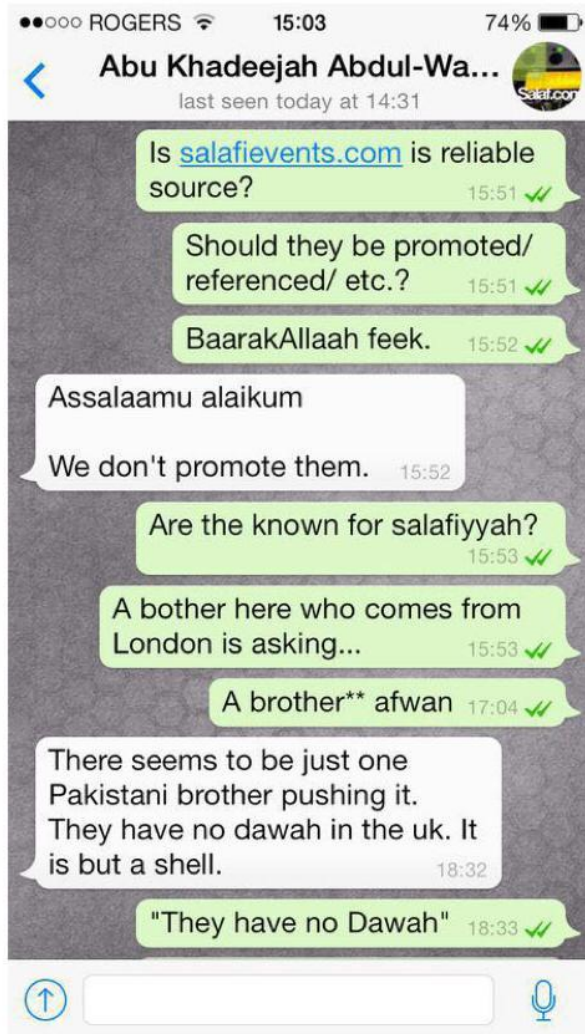 ROGERS 15:03 74%
Abu Khadeejah Abdul-Wa...
last seen today at 14:31
Salaf.com
Is salafievents.com is reliable
source? 15:51
Should they be promoted/
referenced/ etc.? 15:51
BaarakAllaah feek. 15:52
Assalaamu alaikum
We don't promote them. 15:52
Are the known for salafiyyah?
15:53
A bother here who comes from
London is asking... 15:53
A brother** afwan 17:04
There seems to be just one
Pakistani brother pushing it.
They have no dawah in the uk. It
is but a shell. 18:32
"They have no Dawah" 18:33